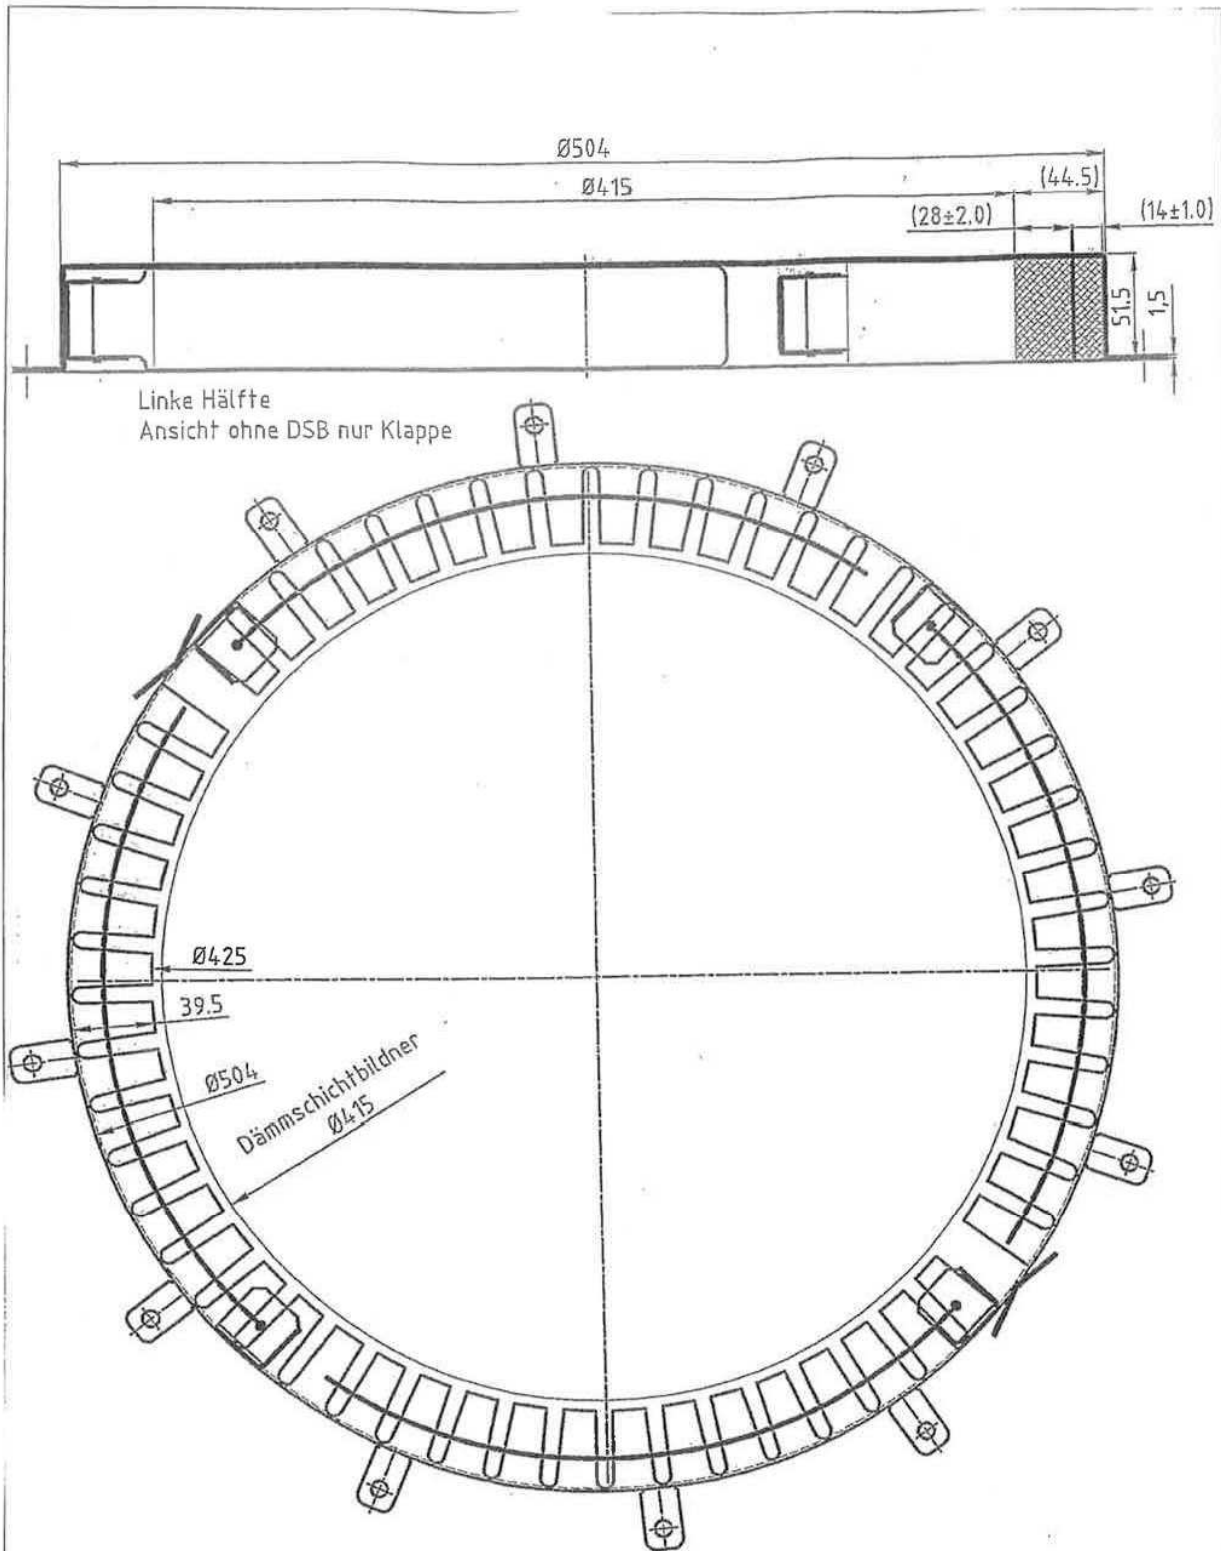 Ø504
Ø415
(44.5)
(28±2.0)
(14±1.0)
51.5
1,5
Linke Hälfte
Ansicht ohne DSB nur Klappe
Ø425
39.5
Ø504
Dämmschichtbildner
Ø415